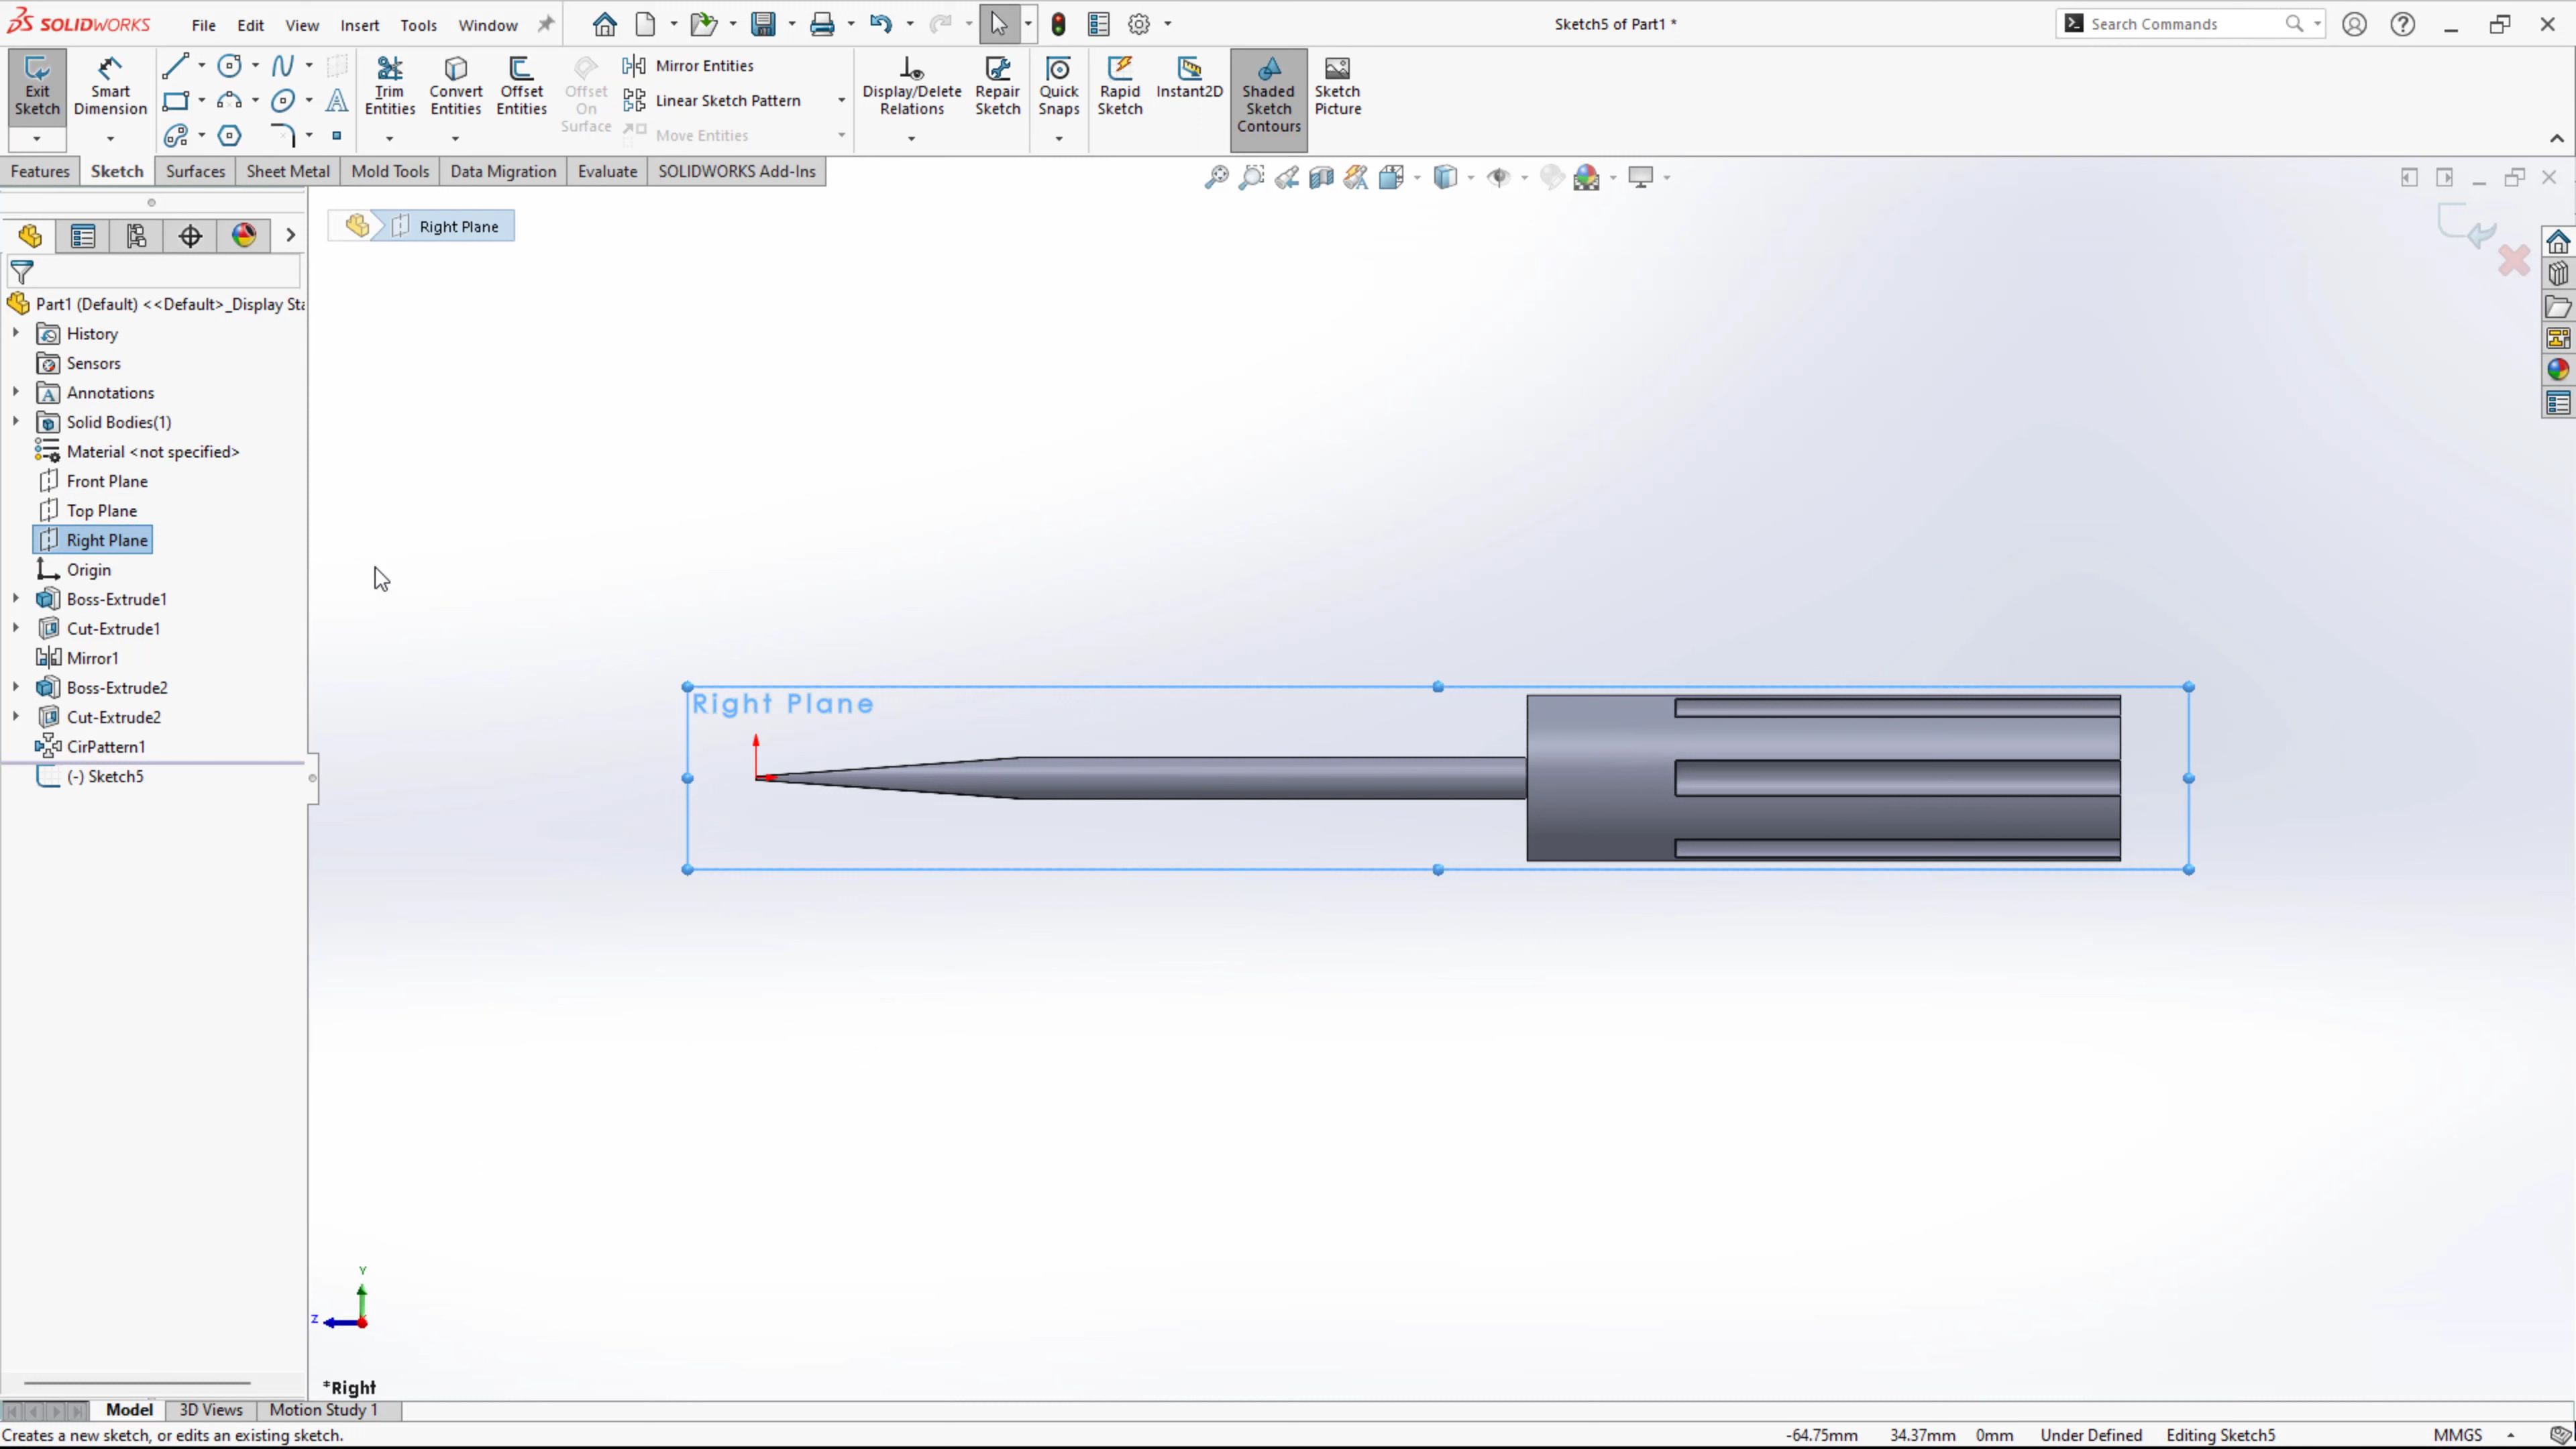 SOLIDWORKS File Edit View Insert Tools Window Sketch5 of Part1 * Search Commands
Exit Sketch
Smart Dimension
Trim Entities
Convert Entities
Offset Entities
Offset On Surface
Mirror Entities
Linear Sketch Pattern
Move Entities
Display/Delete Relations
Repair Sketch
Quick Snaps
Rapid Sketch
Instant2D
Shaded Sketch Contours
Sketch Picture
Features Sketch Surfaces Sheet Metal Mold Tools Data Migration Evaluate SOLIDWORKS Add-Ins
Right Plane
Part1 (Default) <<Default>_Display Sta
History
Sensors
Annotations
Solid Bodies(1)
Material <not specified>
Front Plane
Top Plane
Right Plane
Origin
Boss-Extrude1
Cut-Extrude1
Mirror1
Boss-Extrude2
Cut-Extrude2
CirPattern1
(-) Sketch5
Right Plane
Y
Z
*Right
Model 3D Views Motion Study 1
Creates a new sketch, or edits an existing sketch. -64.75mm 34.37mm 0mm Under Defined Editing Sketch5 MMGS